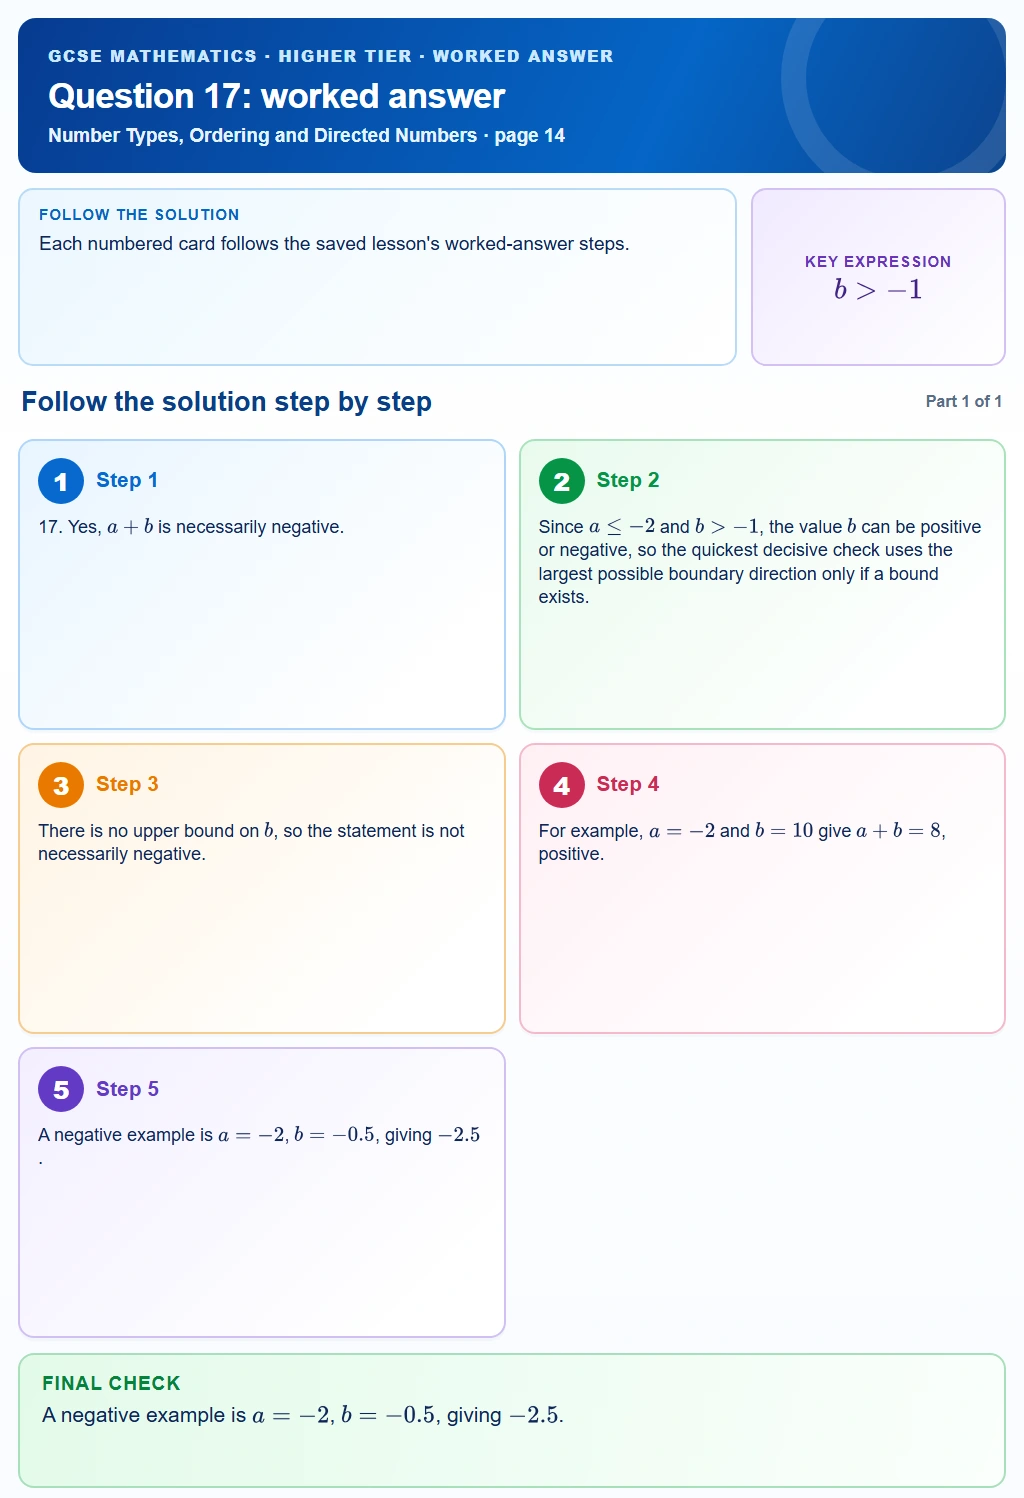 GCSE MATHEMATICS · HIGHER TIER · WORKED ANSWER
Question 17: worked answer
Number Types, Ordering and Directed Numbers · page 14
FOLLOW THE SOLUTION
Each numbered card follows the saved lesson's worked-answer steps.
KEY EXPRESSION
b > −1
Follow the solution step by step
Part 1 of 1
1 Step 1
17. Yes, a + b is necessarily negative.
2 Step 2
Since a ≤ −2 and b > −1, the value b can be positive
or negative, so the quickest decisive check uses the
largest possible boundary direction only if a bound
exists.
3 Step 3
There is no upper bound on b, so the statement is not
necessarily negative.
4 Step 4
For example, a = −2 and b = 10 give a + b = 8,
positive.
5 Step 5
A negative example is a = −2, b = −0.5, giving −2.5
.
FINAL CHECK
A negative example is a = −2, b = −0.5, giving −2.5.